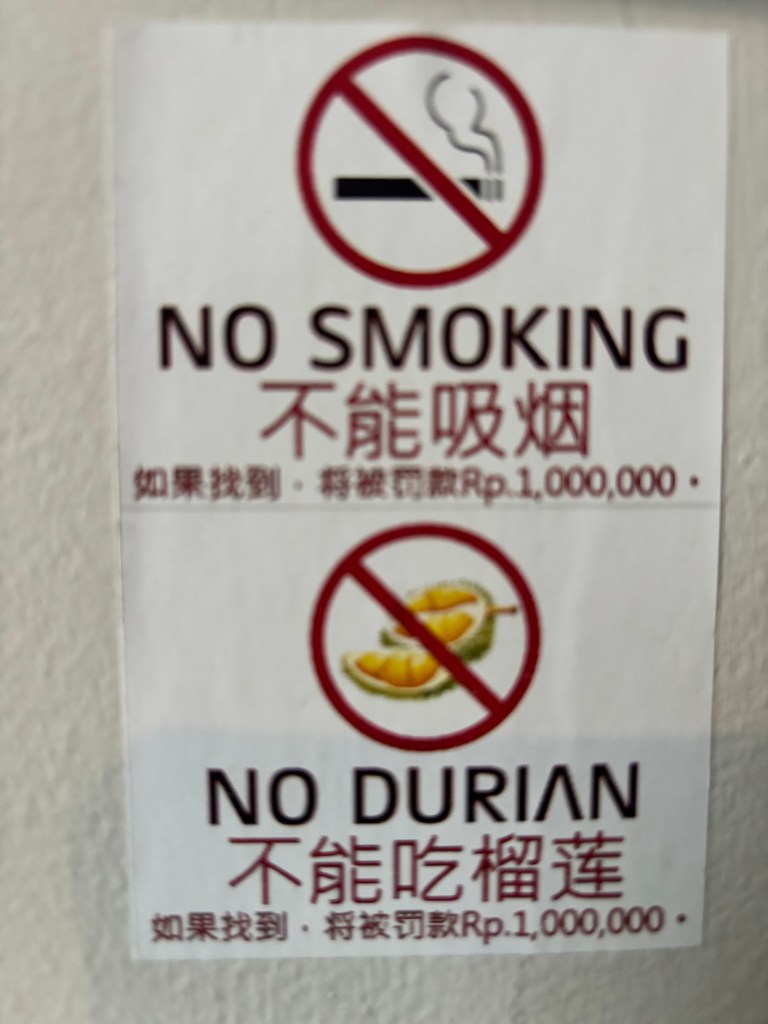 NO SMOKING
不能吸烟
如果找到，将被罚款Rp.1,000,000。
NO DURIAN
不能吃榴莲
如果找到，将被罚款Rp.1,000,000。